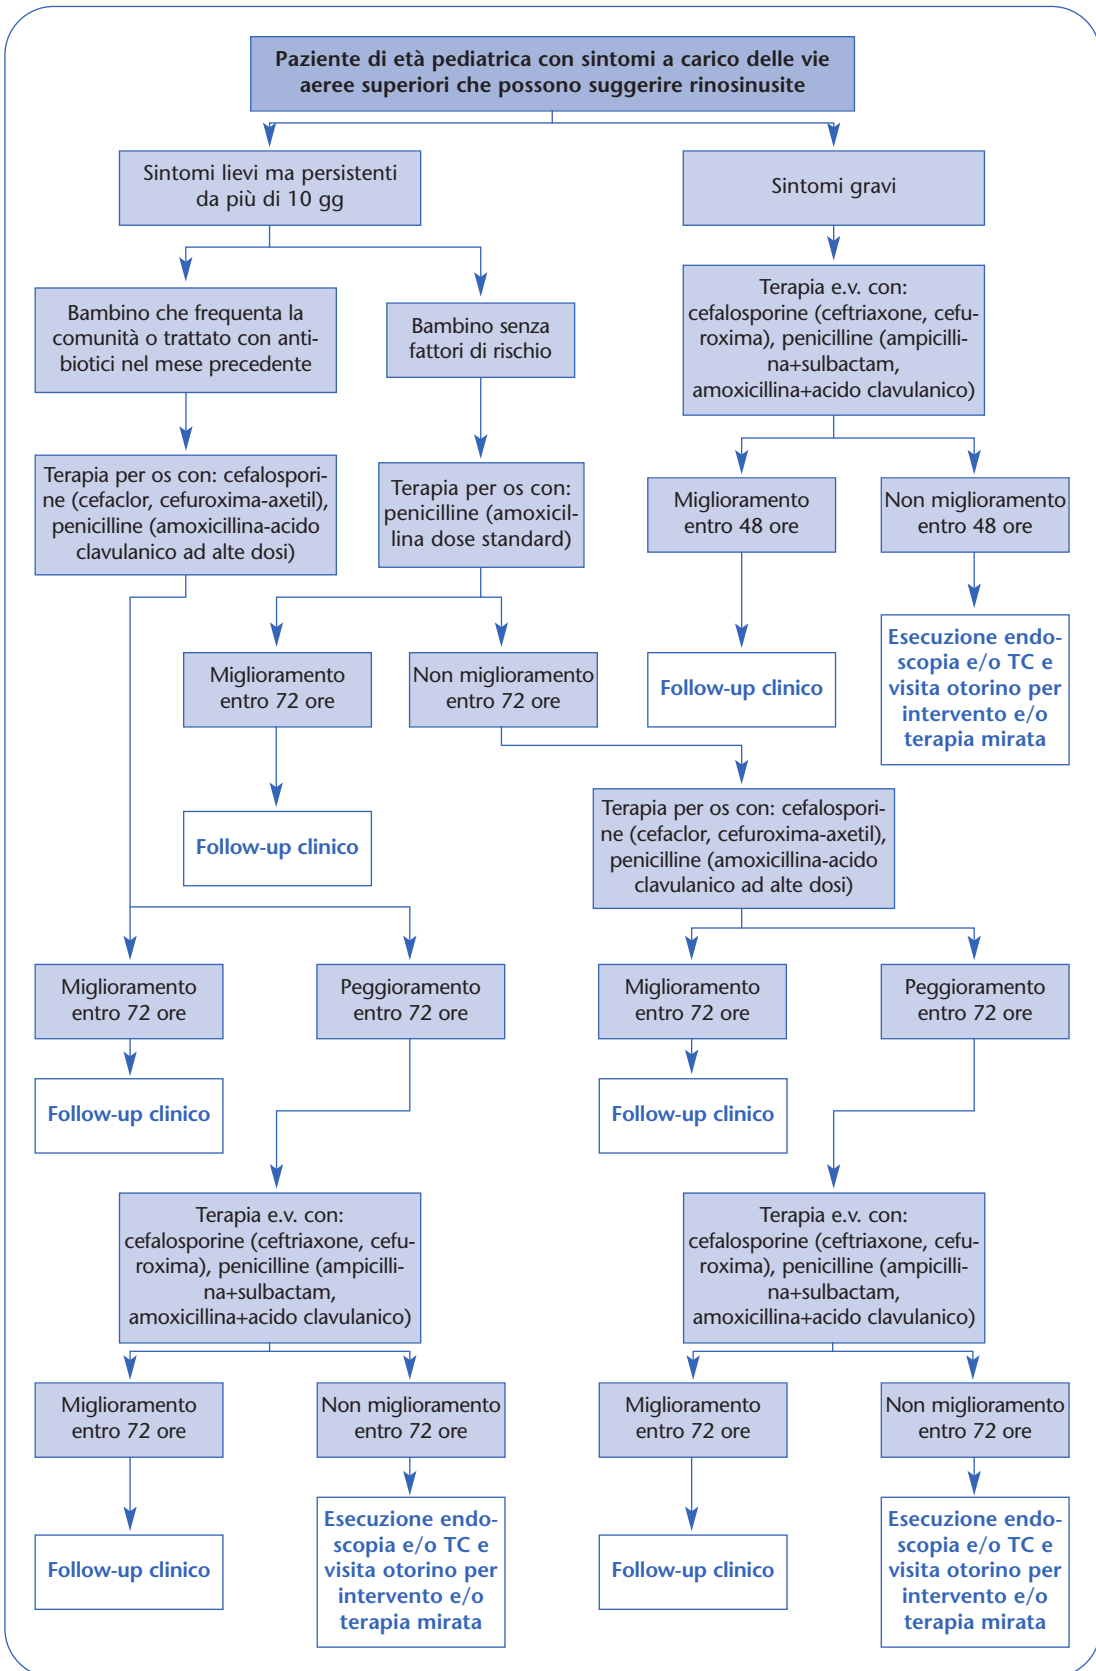 Paziente di età pediatrica con sintomi a carico delle vie
aeree superiori che possono suggerire rinosinusite
Sintomi lievi ma persistenti
da più di 10 gg
Sintomi gravi
Bambino che frequenta la
comunità o trattato con anti-
biotici nel mese precedente
Bambino senza
fattori di rischio
Terapia e.v. con:
cefalosporine (ceftriaxone, cefu-
roxima), penicilline (ampicilli-
na+sulbactam,
amoxicillina+acido clavulanico)
Terapia per os con: cefalospori-
ne (cefaclor, cefuroxima-axetil),
penicilline (amoxicillina-acido
clavulanico ad alte dosi)
Terapia per os con:
penicilline (amoxicil-
lina dose standard)
Miglioramento
entro 48 ore
Non miglioramento
entro 48 ore
Miglioramento
entro 72 ore
Non miglioramento
entro 72 ore
Follow-up clinico
Esecuzione endo-
scopia e/o TC e
visita otorino per
intervento e/o
terapia mirata
Follow-up clinico
Terapia per os con: cefalospori-
ne (cefaclor, cefuroxima-axetil),
penicilline (amoxicillina-acido
clavulanico ad alte dosi)
Miglioramento
entro 72 ore
Peggioramento
entro 72 ore
Miglioramento
entro 72 ore
Peggioramento
entro 72 ore
Follow-up clinico
Follow-up clinico
Terapia e.v. con:
cefalosporine (ceftriaxone, cefu-
roxima), penicilline (ampicilli-
na+sulbactam,
amoxicillina+acido clavulanico)
Terapia e.v. con:
cefalosporine (ceftriaxone, cefu-
roxima), penicilline (ampicilli-
na+sulbactam,
amoxicillina+acido clavulanico)
Miglioramento
entro 72 ore
Non miglioramento
entro 72 ore
Miglioramento
entro 72 ore
Non miglioramento
entro 72 ore
Follow-up clinico
Esecuzione endo-
scopia e/o TC e
visita otorino per
intervento e/o
terapia mirata
Follow-up clinico
Esecuzione endo-
scopia e/o TC e
visita otorino per
intervento e/o
terapia mirata